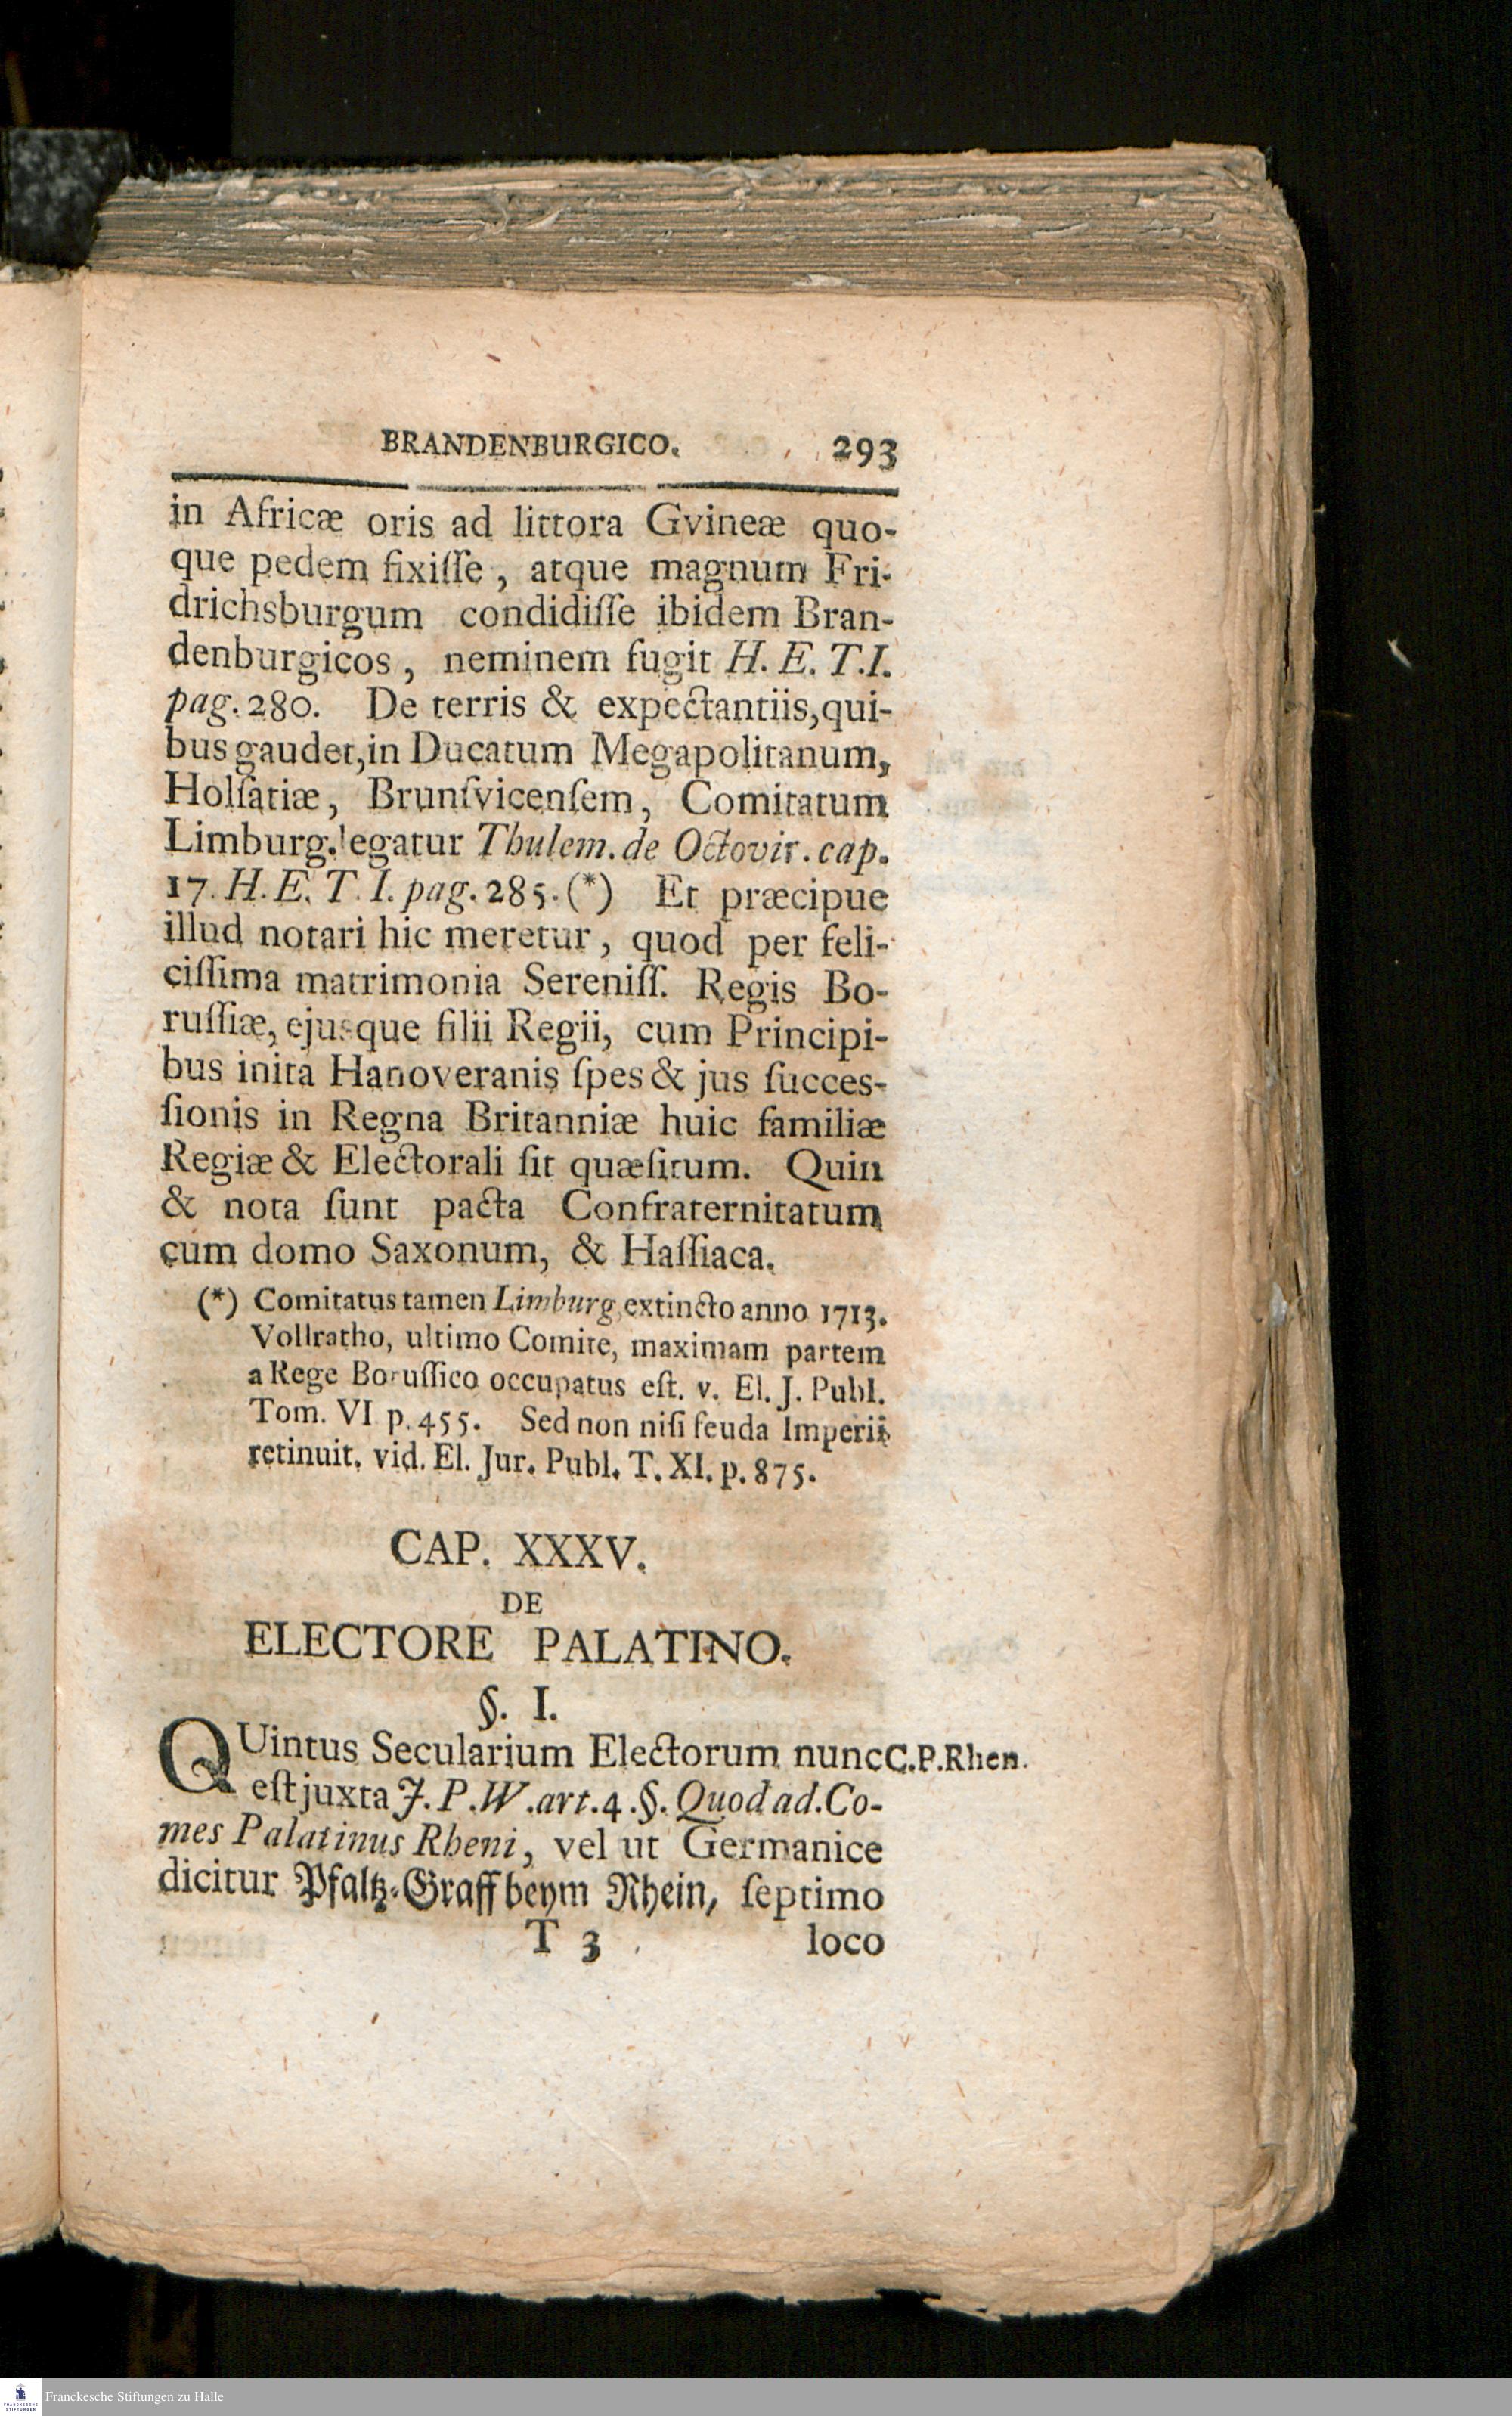 BRANDENBURGICO. 293
in Africæ oris ad littora Gvineæ quo-
que pedem fixiſſe, atque magnum Fri-
drichsburgum condidiſſe ibidem Bran-
denburgicos, neminem fugit H. E. T.I.
pag. 280. De terris & expectantiis,qui-
bus gaudet,in Ducatum Megapolitanum,
Holſatiæ, Brunſvicenſem, Comitatum
Limburg. legatur Thulem. de Octovir. cap.
17. H. E. T. I. pag. 285. (*) Et præcipue
illud notari hic meretur, quod per feli-
ciſſima matrimonia Sereniſſ. Regis Bo-
ruſſiæ, ejusque filii Regii, cum Principi-
bus inita Hanoveranis ſpes & jus ſucces-
ſionis in Regna Britanniæ huic familiæ
Regiæ & Electorali ſit quæſitum. Quin
& nota ſunt pacta Confraternitatum
cum domo Saxonum, & Haſſiaca.
(*) Comitatus tamen Limburg, extincto anno 1713.
Vollratho, ultimo Comite, maximam partem
a Rege Boruſſico occupatus eſt. v. El. J. Publ.
Tom. VI p. 455. Sed non niſi feuda Imperii
retinuit, vid. El. Jur. Publ. T. XI. p. 875.
CAP. XXXV.
DE
ELECTORE PALATINO.
§. I.
QUintus Secularium Electorum nunc C.P.Rhen.
eſt juxta J. P. W. art. 4. §. Quod ad. Co-
mes Palatinus Rheni, vel ut Germanice
dicitur Pfaltz-Graff beym Rhein, ſeptimo
T 3 loco
Franckesche Stiftungen zu Halle